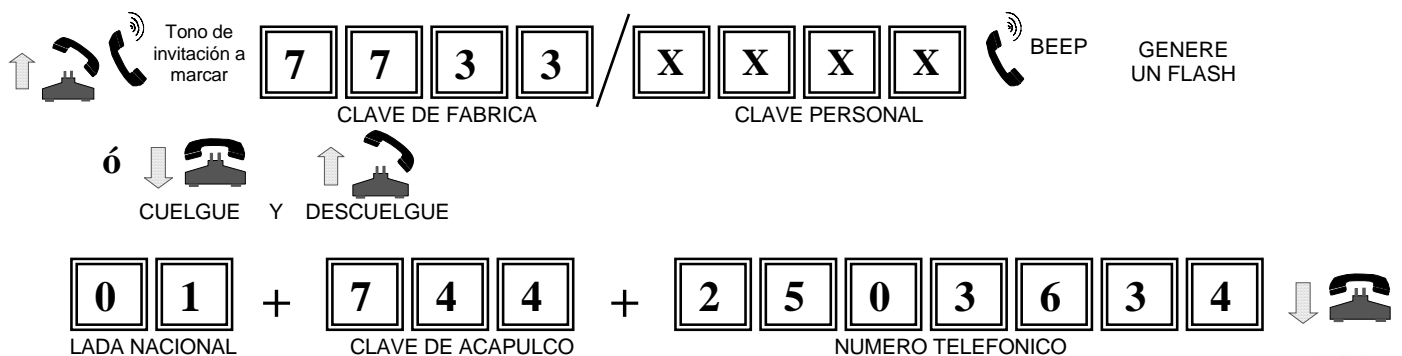 Tono de
invitación a
marcar
7 7 3 3 / X X X X
BEEP
GENERE
UN FLASH
CLAVE DE FABRICA
CLAVE PERSONAL
ó
CUELGUE Y DESCUELGUE
0 1 + 7 4 4 + 2 5 0 3 6 3 4
LADA NACIONAL
CLAVE DE ACAPULCO
NUMERO TELEFONICO